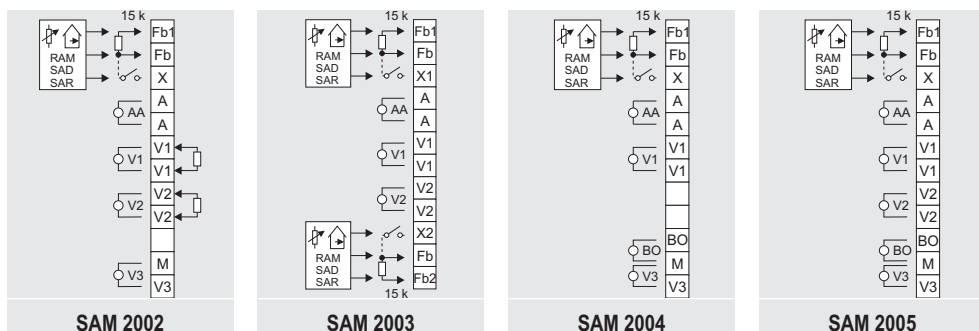 15 k
Fb1
Fb
X
A
A
V1
V1
V2
V2
M
V3
RAM
SAD
SAR
AA
V1
V2
V3
SAM 2002
15 k
Fb1
Fb
X1
A
A
V1
V1
V2
V2
X2
Fb
Fb2
RAM
SAD
SAR
AA
V1
V2
RAM
SAD
SAR
15 k
SAM 2003
15 k
Fb1
Fb
X
A
A
V1
V1
BO
M
V3
RAM
SAD
SAR
AA
V1
BO
V3
SAM 2004
15 k
Fb1
Fb
X
A
A
V1
V1
V2
V2
BO
M
V3
RAM
SAD
SAR
AA
V1
V2
BO
V3
SAM 2005